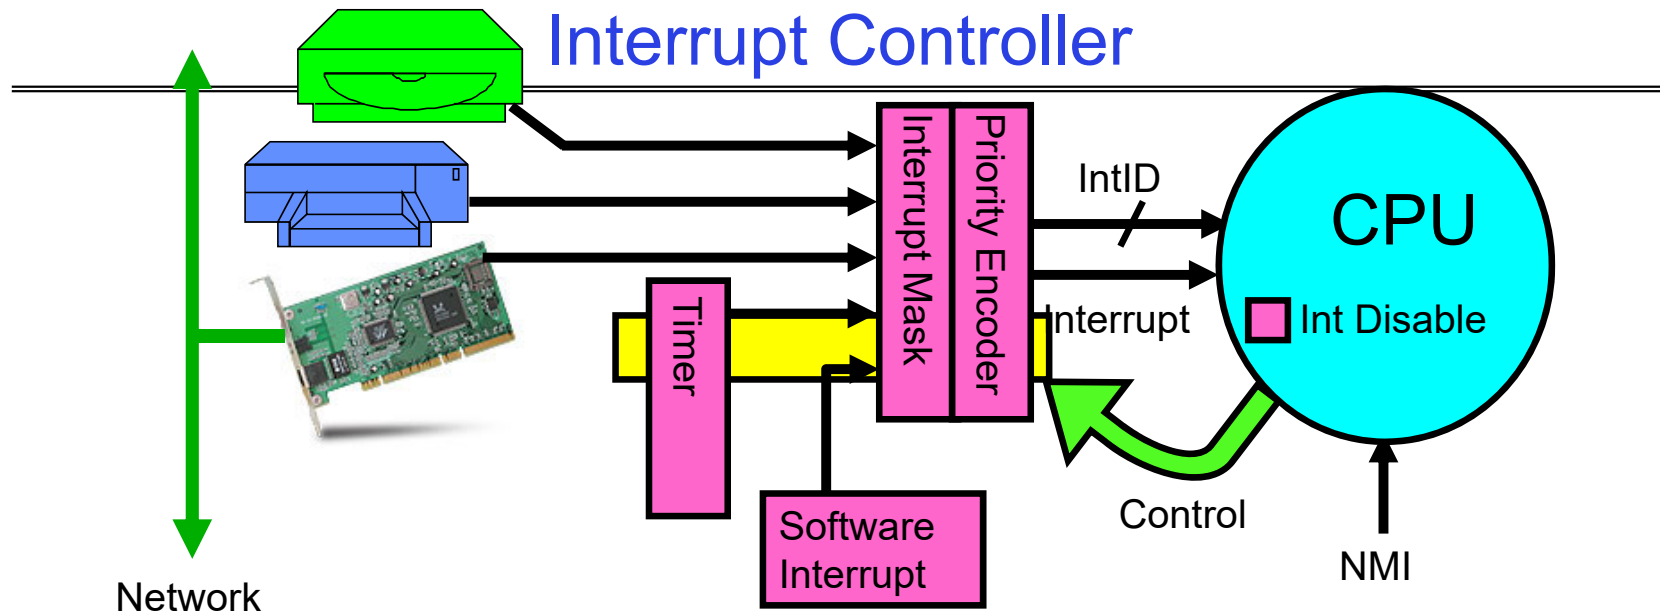 Interrupt Controller
Interrupt Mask
Priority Encoder
IntID
CPU
Timer
Interrupt
Int Disable
Software
Interrupt
Control
NMI
Network